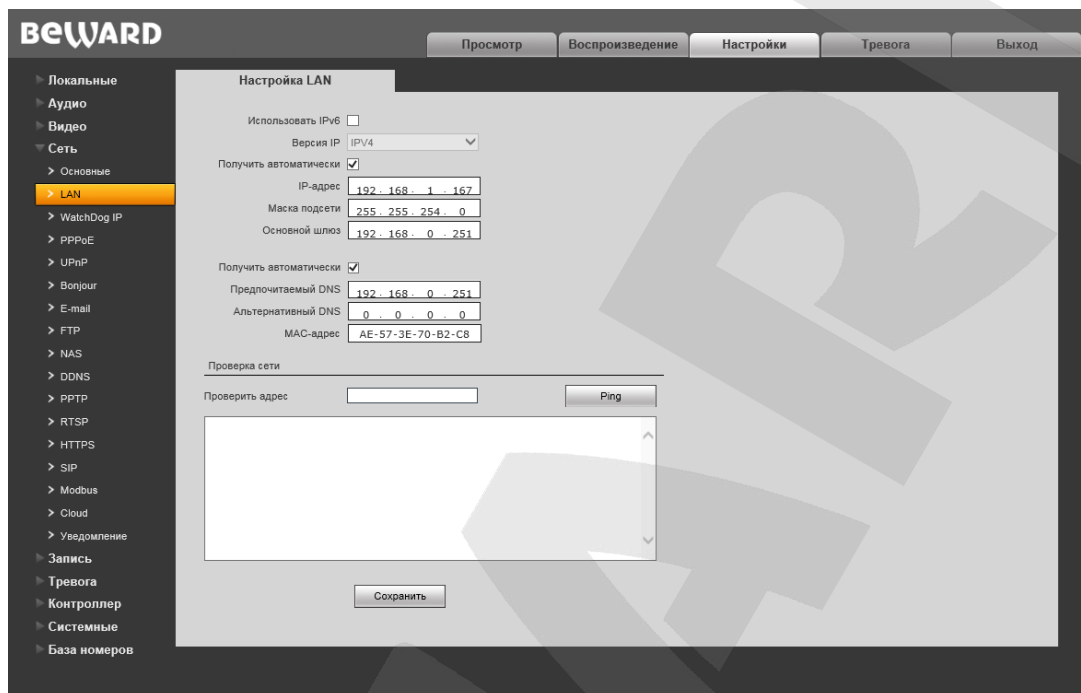 BEWARD
Просмотр
Воспроизведение
Настройки
Тревога
Выход
Локальные
Аудио
Видео
Сеть
Основные
LAN
WatchDog IP
PPPoE
UPnP
Bonjour
E-mail
FTP
NAS
DDNS
PPTP
RTSP
HTTPS
SIP
Modbus
Cloud
Уведомление
Запись
Тревога
Контроллер
Системные
База номеров
Настройка LAN
Использовать IPv6
Версия IP IPV4
Получить автоматически
IP-адрес 192 . 168 . 1 . 167
Маска подсети 255 . 255 . 254 . 0
Основной шлюз 192 . 168 . 0 . 251
Получить автоматически
Предпочитаемый DNS 192 . 168 . 0 . 251
Альтернативный DNS 0 . 0 . 0 . 0
MAC-адрес AE-57-3E-70-B2-C8
Проверка сети
Проверить адрес Ping
Сохранить